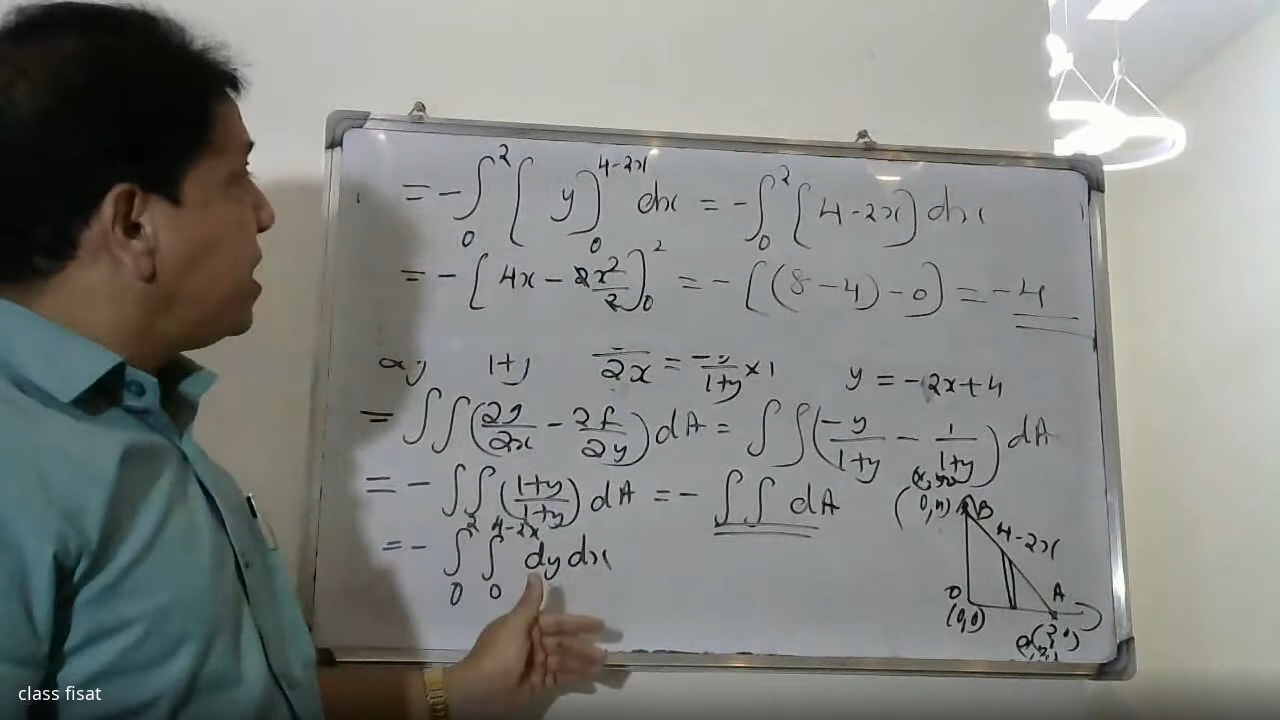 = - ∫₀² [ y ]₀^{4-2x} dx = - ∫₀² [4-2x] dx
= - [4x - 2x²/2]₀² = - [(8-4)-0] = -4
∂y 1+y ∂x = -y/1+y ×1 y = -2x+4
= ∫∫ (∂g/∂x - ∂f/∂y) dA = ∫∫ (-y/1+y - 1/1+y) dA
= - ∫∫ (1+y/1+y) dA = - ∫∫ dA
= - ∫₀² ∫₀^{4-2x} dy dx
(0,4) B
4-2x
O A
(0,0)
class fisat